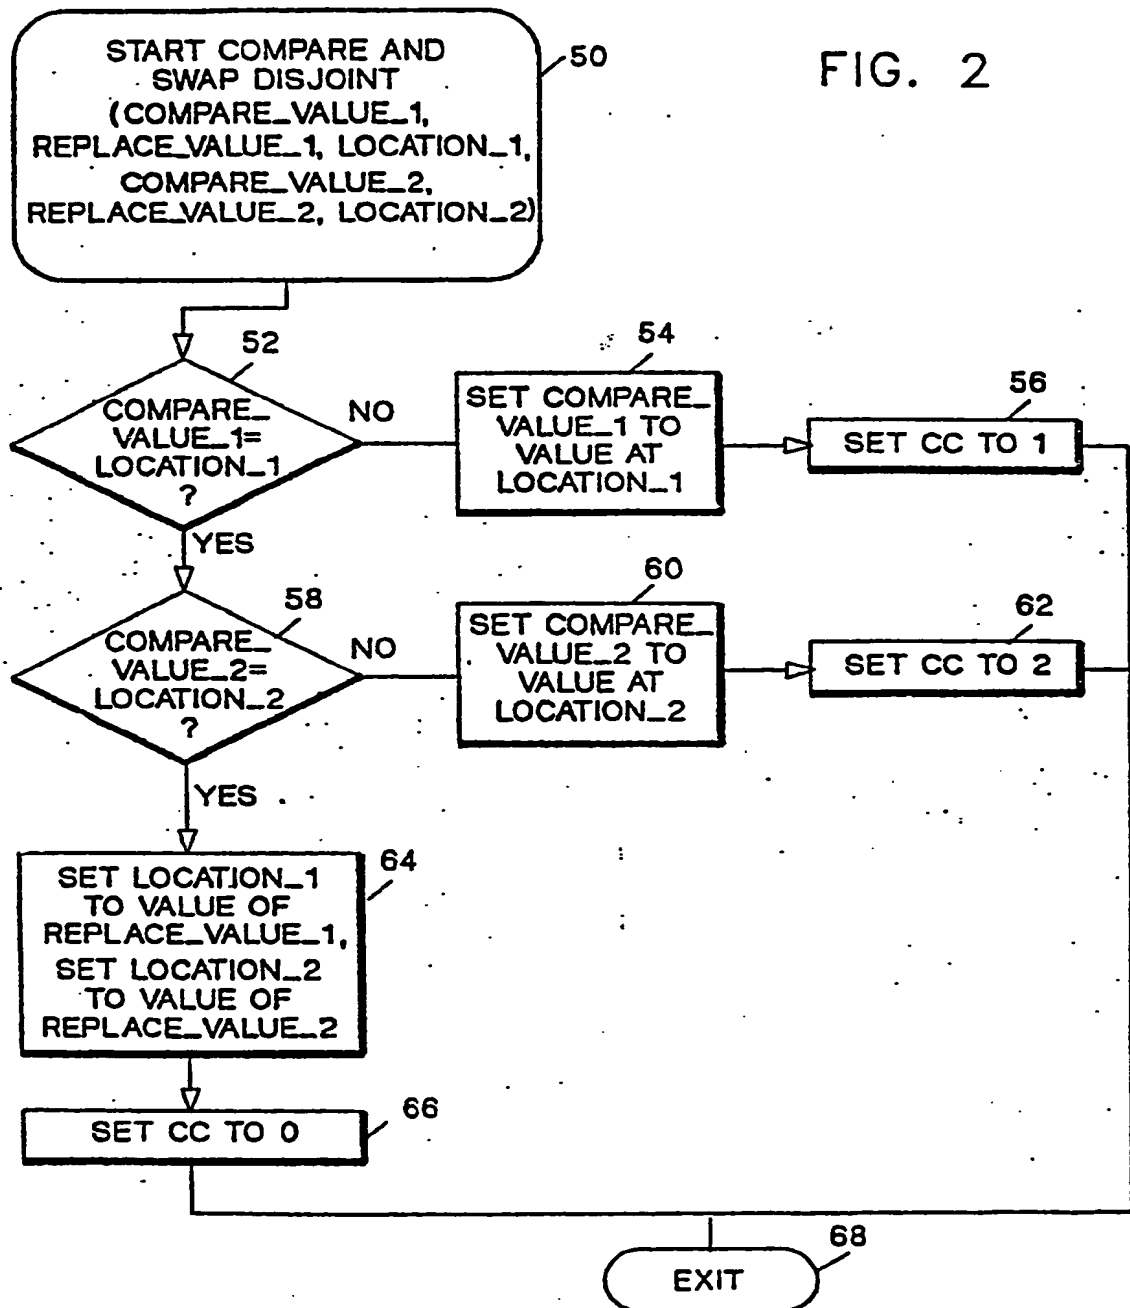 FIG. 2
START COMPARE AND
SWAP DISJOINT
(COMPARE_VALUE_1,
REPLACE_VALUE_1, LOCATION_1,
COMPARE_VALUE_2,
REPLACE_VALUE_2, LOCATION_2)
50
52
COMPARE_
VALUE_1=
LOCATION_1
?
NO
54
SET COMPARE_
VALUE_1 TO
VALUE AT
LOCATION_1
56
SET CC TO 1
YES
58
COMPARE_
VALUE_2=
LOCATION_2
?
NO
60
SET COMPARE_
VALUE_2 TO
VALUE AT
LOCATION_2
62
SET CC TO 2
YES
64
SET LOCATION_1
TO VALUE OF
REPLACE_VALUE_1,
SET LOCATION_2
TO VALUE OF
REPLACE_VALUE_2
66
SET CC TO 0
68
EXIT